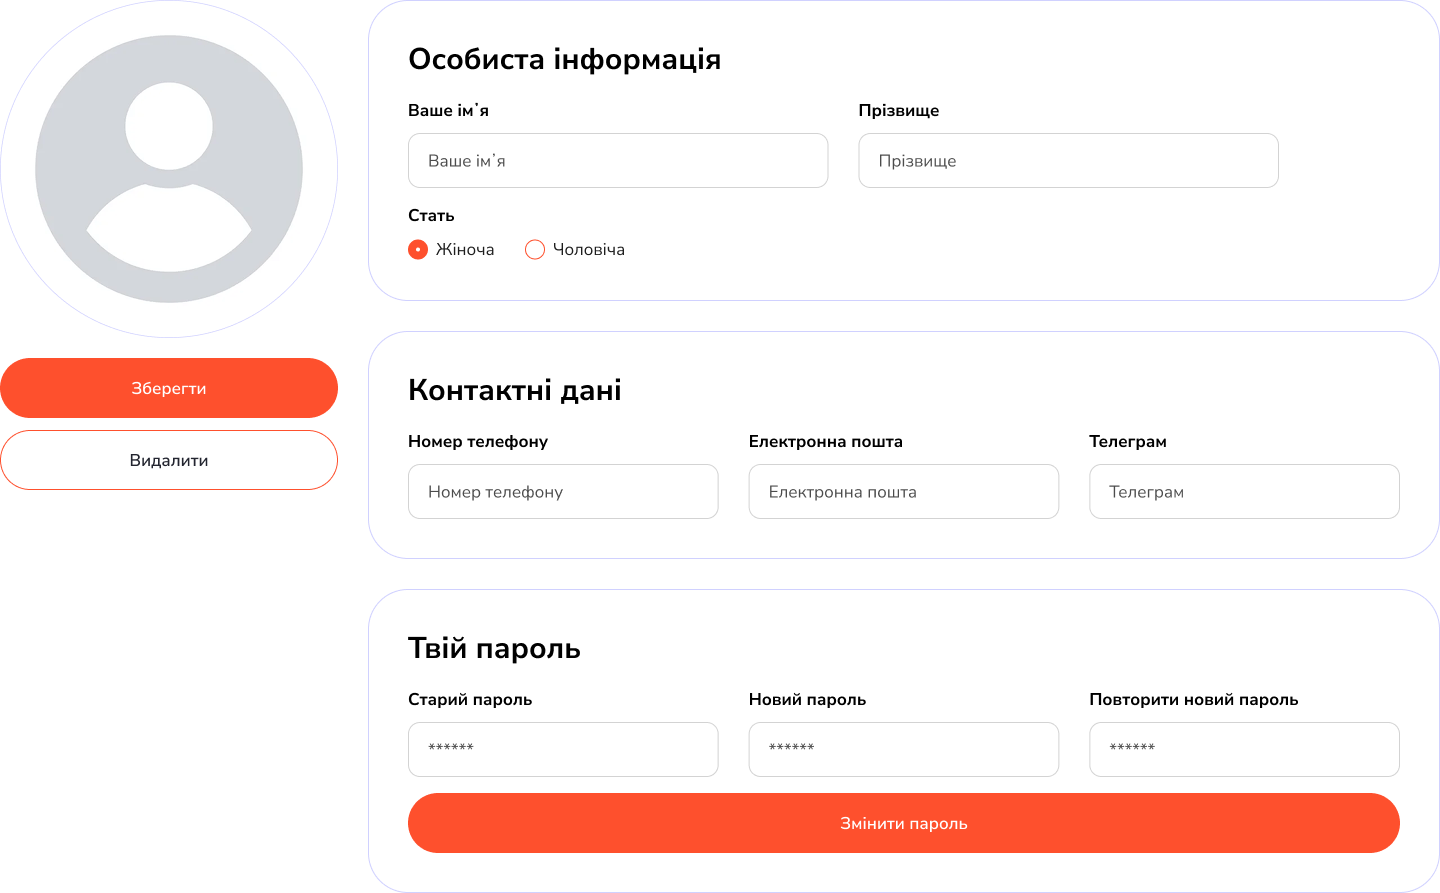 Зберегти
Видалити
Особиста інформація
Ваше ім’я
Прізвище
Ваше ім’я
Прізвище
Стать
Жіноча
Чоловіча
Контактні дані
Номер телефону
Електронна пошта
Телеграм
Номер телефону
Електронна пошта
Телеграм
Твій пароль
Старий пароль
Новий пароль
Повторити новий пароль
******
******
******
Змінити пароль